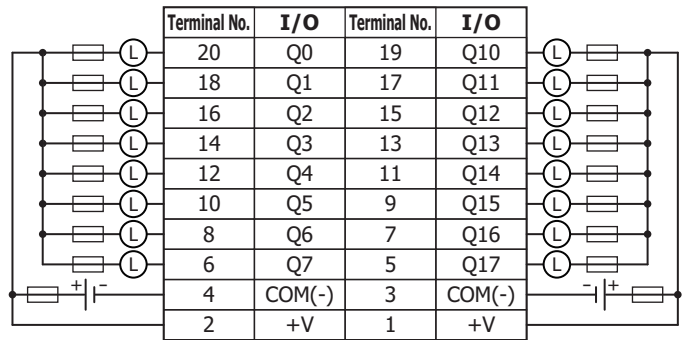 Terminal No. I/O Terminal No. I/O
L 20 Q0 19 Q10 L
L 18 Q1 17 Q11 L
L 16 Q2 15 Q12 L
L 14 Q3 13 Q13 L
L 12 Q4 11 Q14 L
L 10 Q5 9 Q15 L
L 8 Q6 7 Q16 L
L 6 Q7 5 Q17 L
+ - 4 COM(-) 3 COM(-) - +
2 +V 1 +V